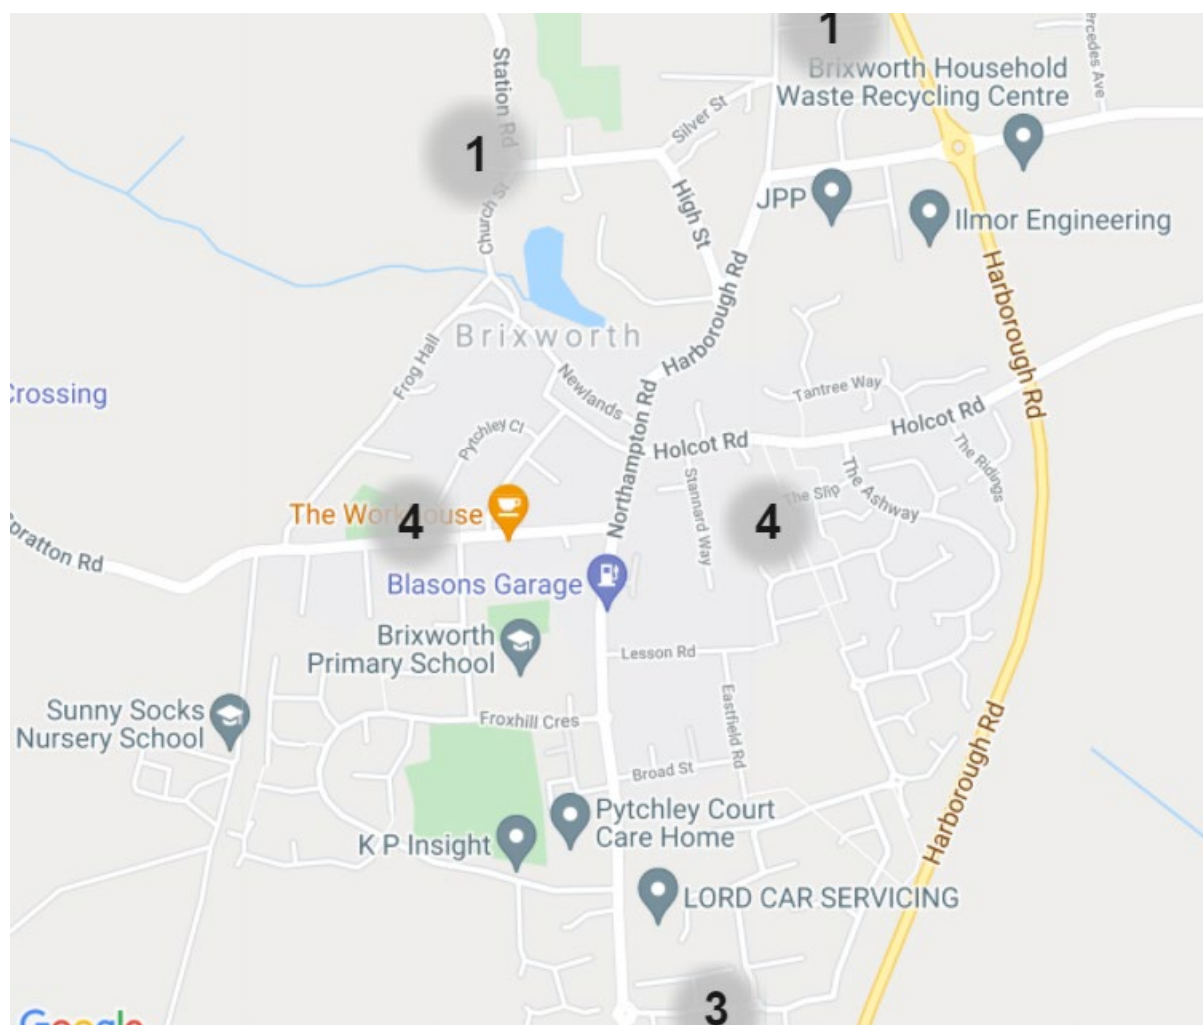 1
Station Rd
Brixworth Household
Waste Recycling Centre
1
Silver St
High St
Church St
JPP
Ilmor Engineering
Harborough Rd
Harborough Rd
Brixworth
Frog Hall
Newlands
Northampton Rd
Tantree Way
Crossing
Pytchley Cl
Holcot Rd
Holcot Rd
The Ridings
Stannard Way
The Slip
The Ashway
The Workhouse
4
4
Blasons Garage
Brixworth
Primary School
Lesson Rd
Eastfield Rd
Sunny Socks
Nursery School
Froxhill Cres
Harborough Rd
Broad St
Pytchley Court
Care Home
K P Insight
LORD CAR SERVICING
3
Google